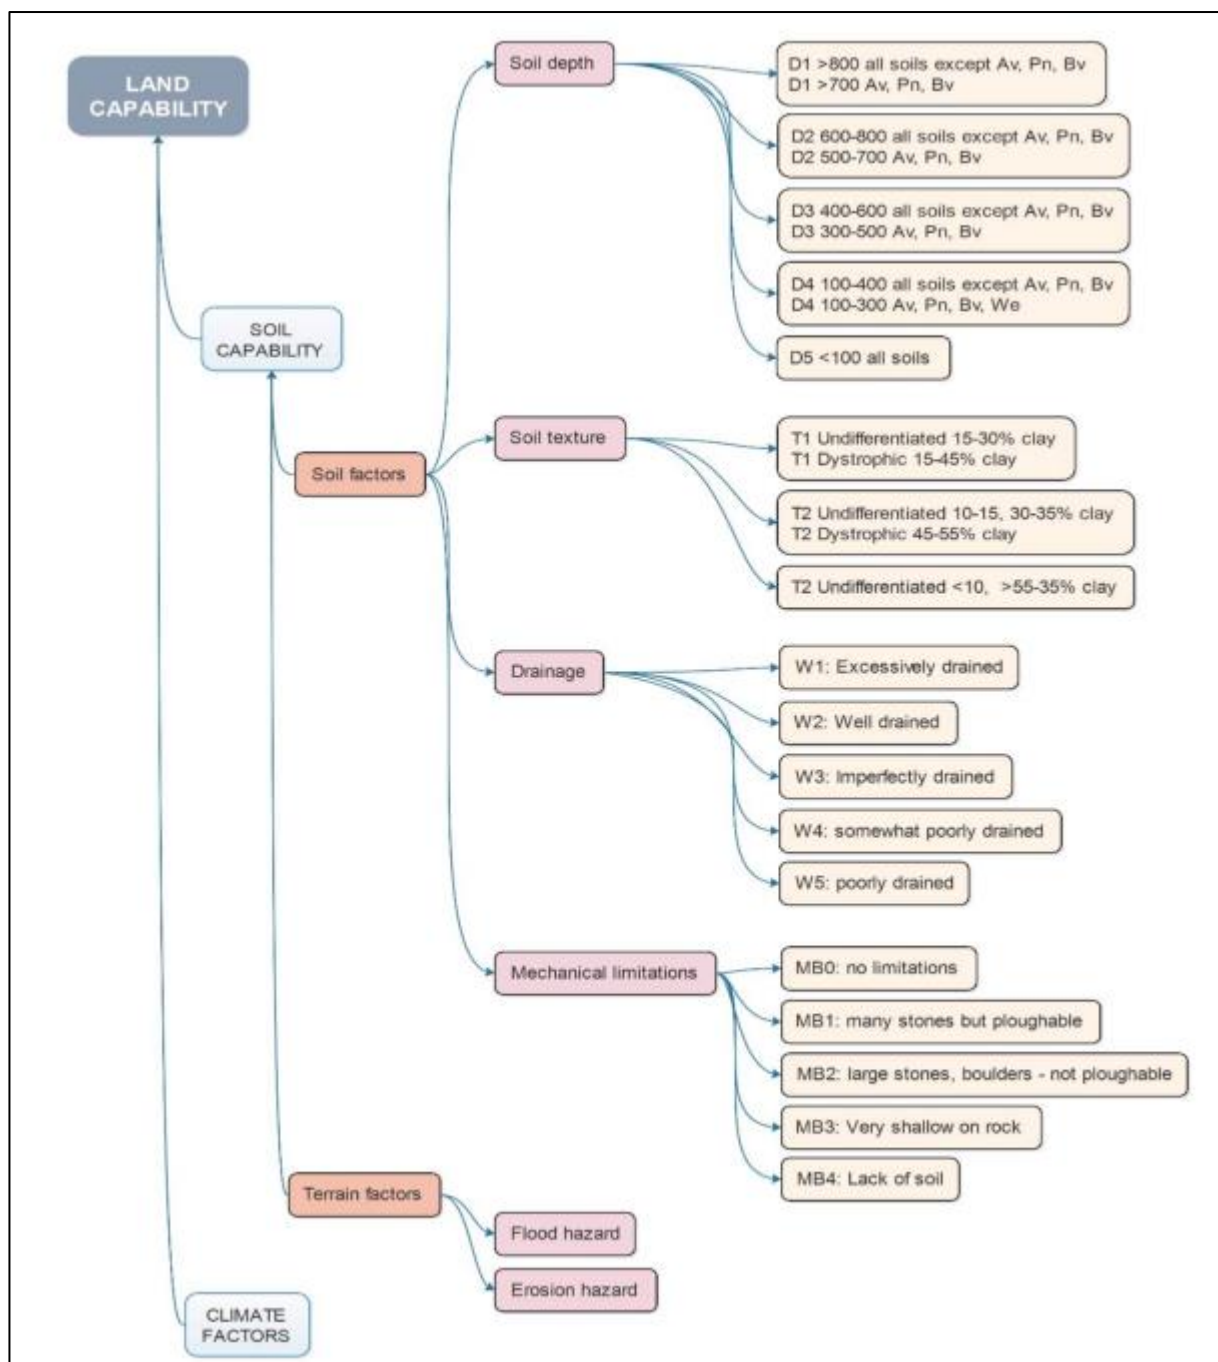 LAND
CAPABILITY
SOIL
CAPABILITY
Soil factors
Soil depth
D1 >800 all soils except Av, Pn, Bv
D1 >700 Av, Pn, Bv
D2 600-800 all soils except Av, Pn, Bv
D2 500-700 Av, Pn, Bv
D3 400-600 all soils except Av, Pn, Bv
D3 300-500 Av, Pn, Bv
D4 100-400 all soils except Av, Pn, Bv
D4 100-300 Av, Pn, Bv, We
D5 <100 all soils
Soil texture
T1 Undifferentiated 15-30% clay
T1 Dystrophic 15-45% clay
T2 Undifferentiated 10-15, 30-35% clay
T2 Dystrophic 45-55% clay
T2 Undifferentiated <10, >55-35% clay
Drainage
W1: Excessively drained
W2: Well drained
W3: Imperfectly drained
W4: somewhat poorly drained
W5: poorly drained
Mechanical limitations
MB0: no limitations
MB1: many stones but ploughable
MB2: large stones, boulders - not ploughable
MB3: Very shallow on rock
MB4: Lack of soil
Terrain factors
Flood hazard
Erosion hazard
CLIMATE
FACTORS